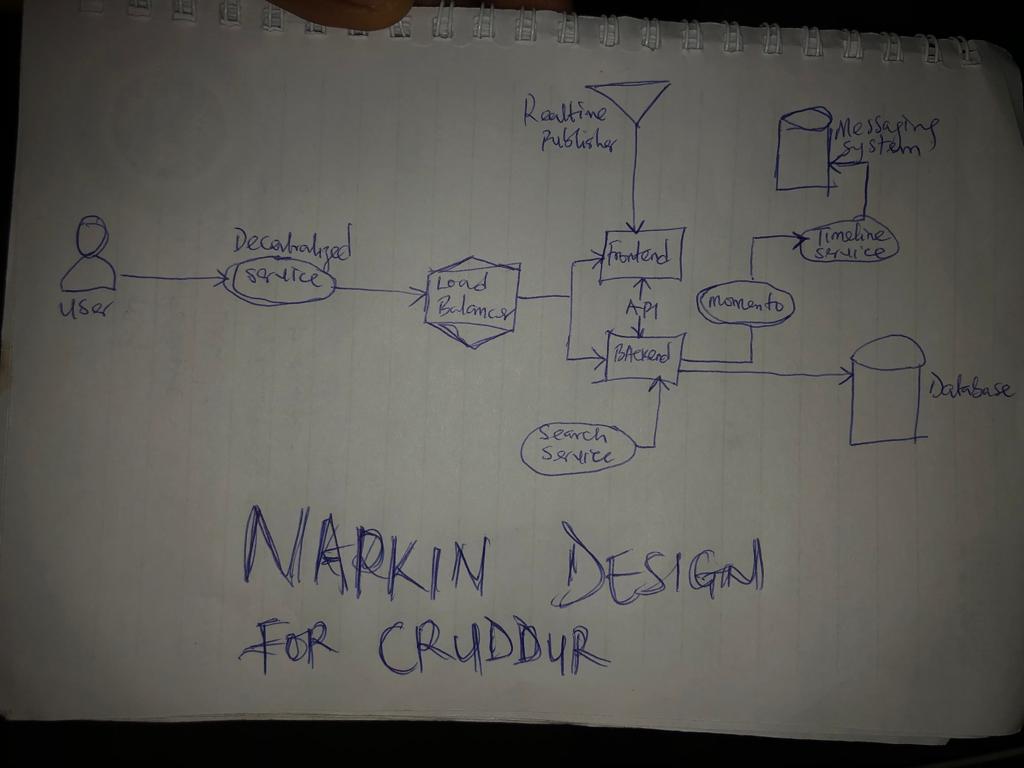 Realtime
Publisher
Messaging
System
Decentralized
Service
user
Load
Balancer
Frontend
API
BAckend
momento
Timeline
Service
Database
Search
Service
NAPKIN DESIGN
FOR CRUDDUR